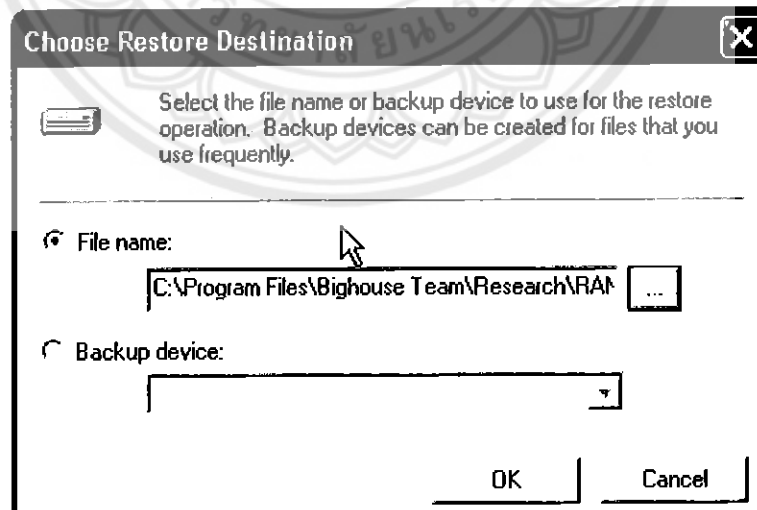 Choose Restore Destination
Select the file name or backup device to use for the restore
operation. Backup devices can be created for files that you
use frequently.
File name:
C:\Program Files\Bighouse Team\Research\RAN
...
Backup device:
OK
Cancel